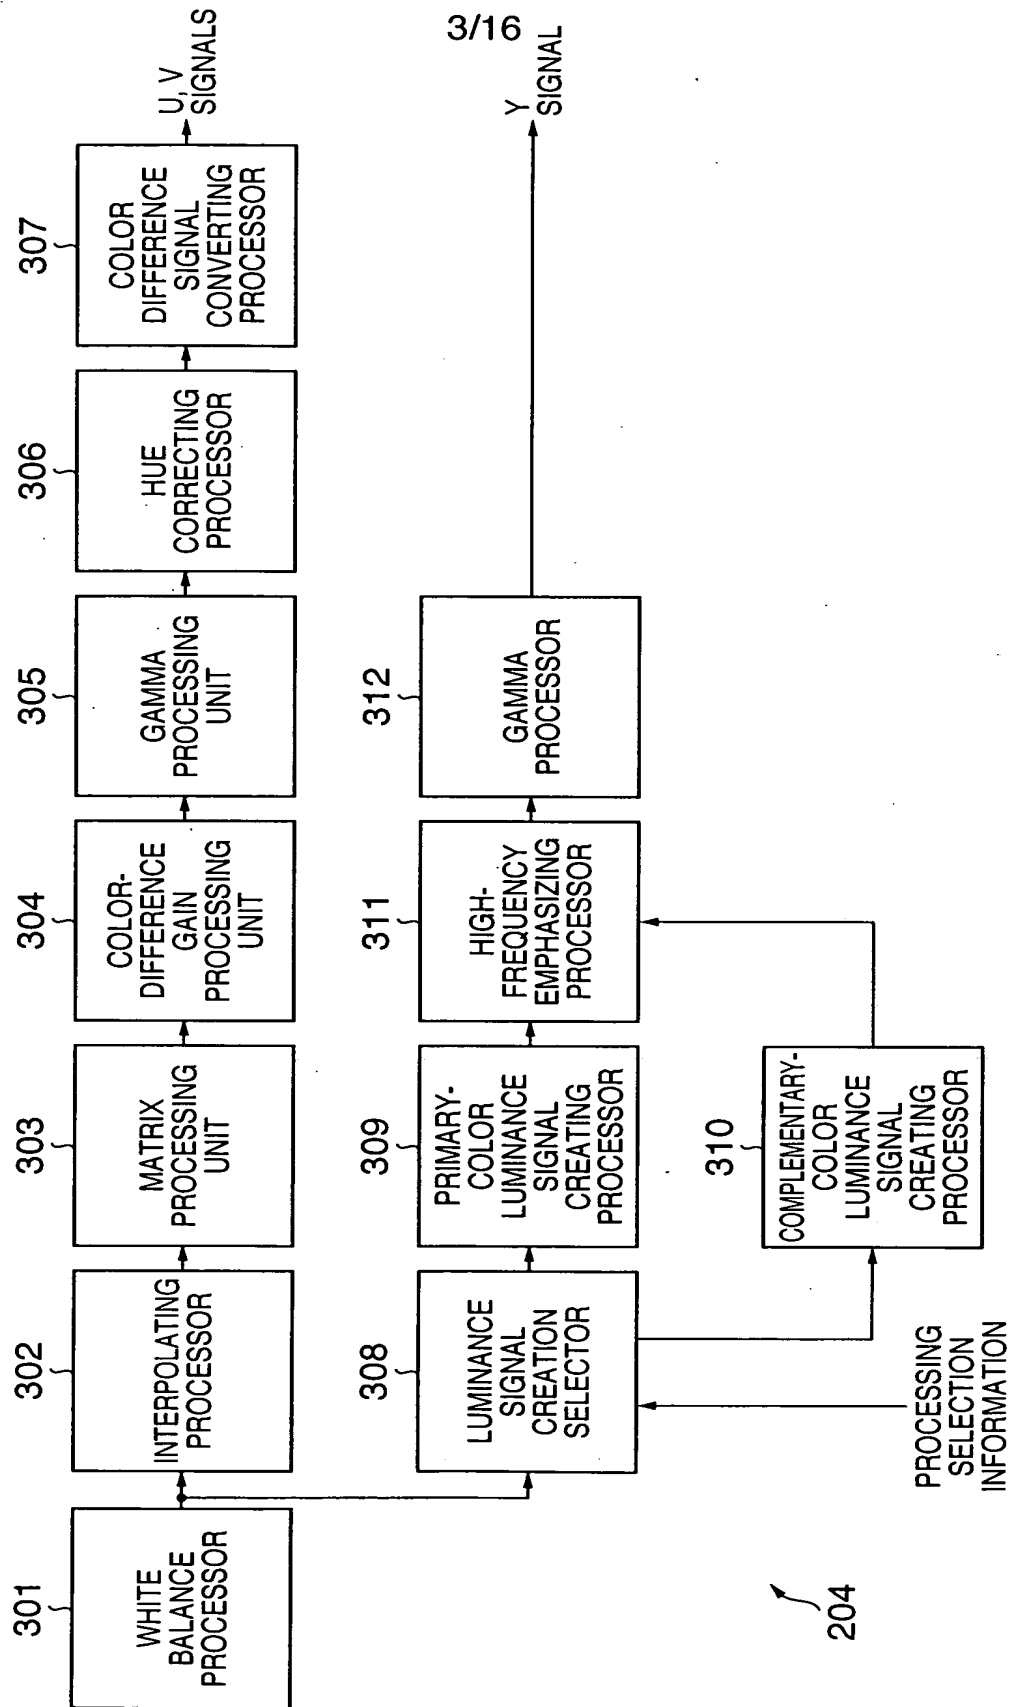 3/16
301
WHITE
BALANCE
PROCESSOR
302
INTERPOLATING
PROCESSOR
303
MATRIX
PROCESSING
UNIT
304
COLOR-
DIFFERENCE
GAIN
PROCESSING
UNIT
305
GAMMA
PROCESSING
UNIT
306
HUE
CORRECTING
PROCESSOR
307
COLOR
DIFFERENCE
SIGNAL
CONVERTING
PROCESSOR
U, V
SIGNALS
308
LUMINANCE
SIGNAL
CREATION
SELECTOR
309
PRIMARY-
COLOR
LUMINANCE
SIGNAL
CREATING
PROCESSOR
311
HIGH-
FREQUENCY
EMPHASIZING
PROCESSOR
312
GAMMA
PROCESSOR
Y
SIGNAL
310
COMPLEMENTARY-
COLOR
LUMINANCE
SIGNAL
CREATING
PROCESSOR
PROCESSING
SELECTION
INFORMATION
204